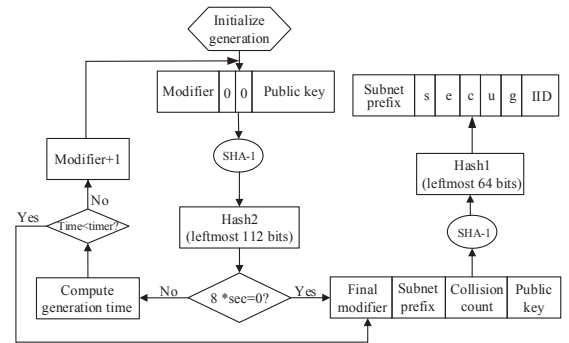 Initialize
generation
Modifier 0 0 Public key
SHA-1
Hash2
(leftmost 112 bits)
8 *sec=0?
No
Yes
Compute
generation time
Time<timer?
Yes
No
Modifier+1
Final
modifier
Subnet
prefix
Collision
count
Public
key
SHA-1
Hash1
(leftmost 64 bits)
Subnet
prefix
s e c u g IID